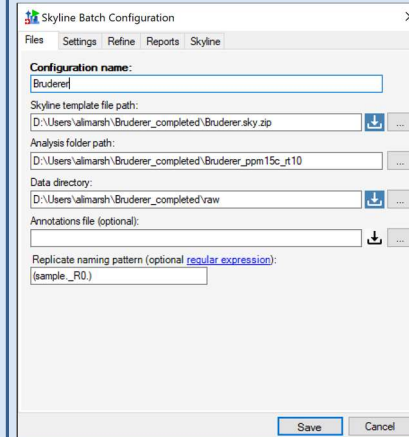 Skyline Batch Configuration
Files Settings Refine Reports Skyline
Configuration name:
Bruderer
Skyline template file path:
D:\Users\alimarsh\Bruderer_completed\Bruderer.sky.zip
...
Analysis folder path:
D:\Users\alimarsh\Bruderer_completed\Bruderer_ppm15c_rt10
...
Data directory:
D:\Users\alimarsh\Bruderer_completed\raw
...
Annotations file (optional):
...
Replicate naming pattern (optional regular expression):
(sample._R0.)
Save Cancel